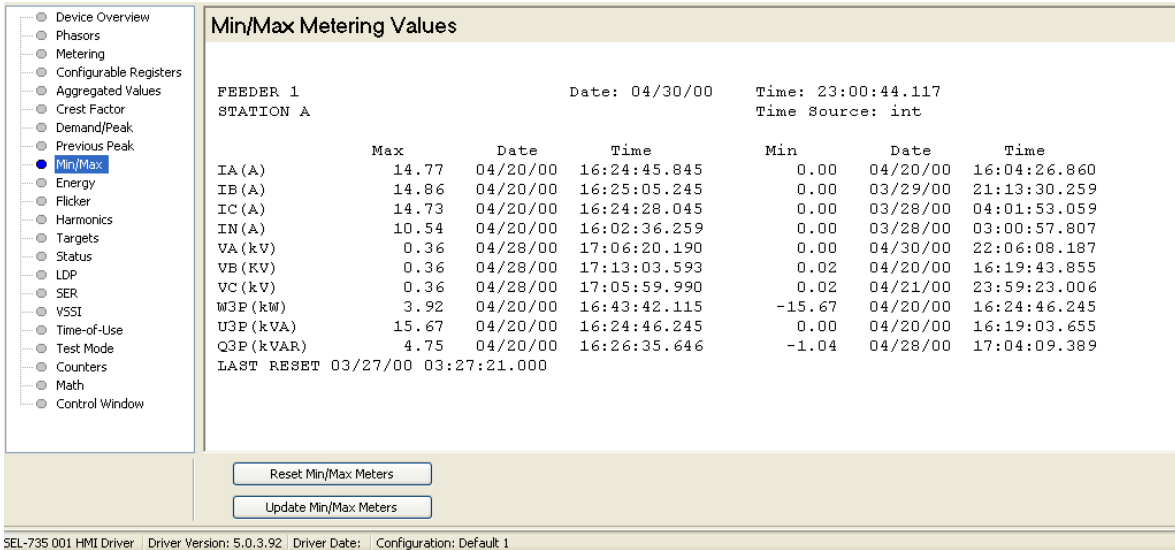 Device Overview
Phasors
Metering
Configurable Registers
Aggregated Values
Crest Factor
Demand/Peak
Previous Peak
Min/Max
Energy
Flicker
Harmonics
Targets
Status
LDP
SER
VSSI
Time-of-Use
Test Mode
Counters
Math
Control Window
Min/Max Metering Values
FEEDER 1 Date: 04/30/00 Time: 23:00:44.117
STATION A Time Source: int
Max Date Time Min Date Time
IA(A) 14.77 04/20/00 16:24:45.845 0.00 04/20/00 16:04:26.860
IB(A) 14.86 04/20/00 16:25:05.245 0.00 03/29/00 21:13:30.259
IC(A) 14.73 04/20/00 16:24:28.045 0.00 03/28/00 04:01:53.059
IN(A) 10.54 04/20/00 16:02:36.259 0.00 03/28/00 03:00:57.807
VA(kV) 0.36 04/28/00 17:06:20.190 0.00 04/30/00 22:06:08.187
VB(KV) 0.36 04/28/00 17:13:03.593 0.02 04/20/00 16:19:43.855
VC(kV) 0.36 04/28/00 17:05:59.990 0.02 04/21/00 23:59:23.006
W3P(kW) 3.92 04/20/00 16:43:42.115 -15.67 04/20/00 16:24:46.245
U3P(kVA) 15.67 04/20/00 16:24:46.245 0.00 04/20/00 16:19:03.655
Q3P(kVAR) 4.75 04/20/00 16:26:35.646 -1.04 04/28/00 17:04:09.389
LAST RESET 03/27/00 03:27:21.000
Reset Min/Max Meters
Update Min/Max Meters
SEL-735 001 HMI Driver Driver Version: 5.0.3.92 Driver Date: Configuration: Default 1